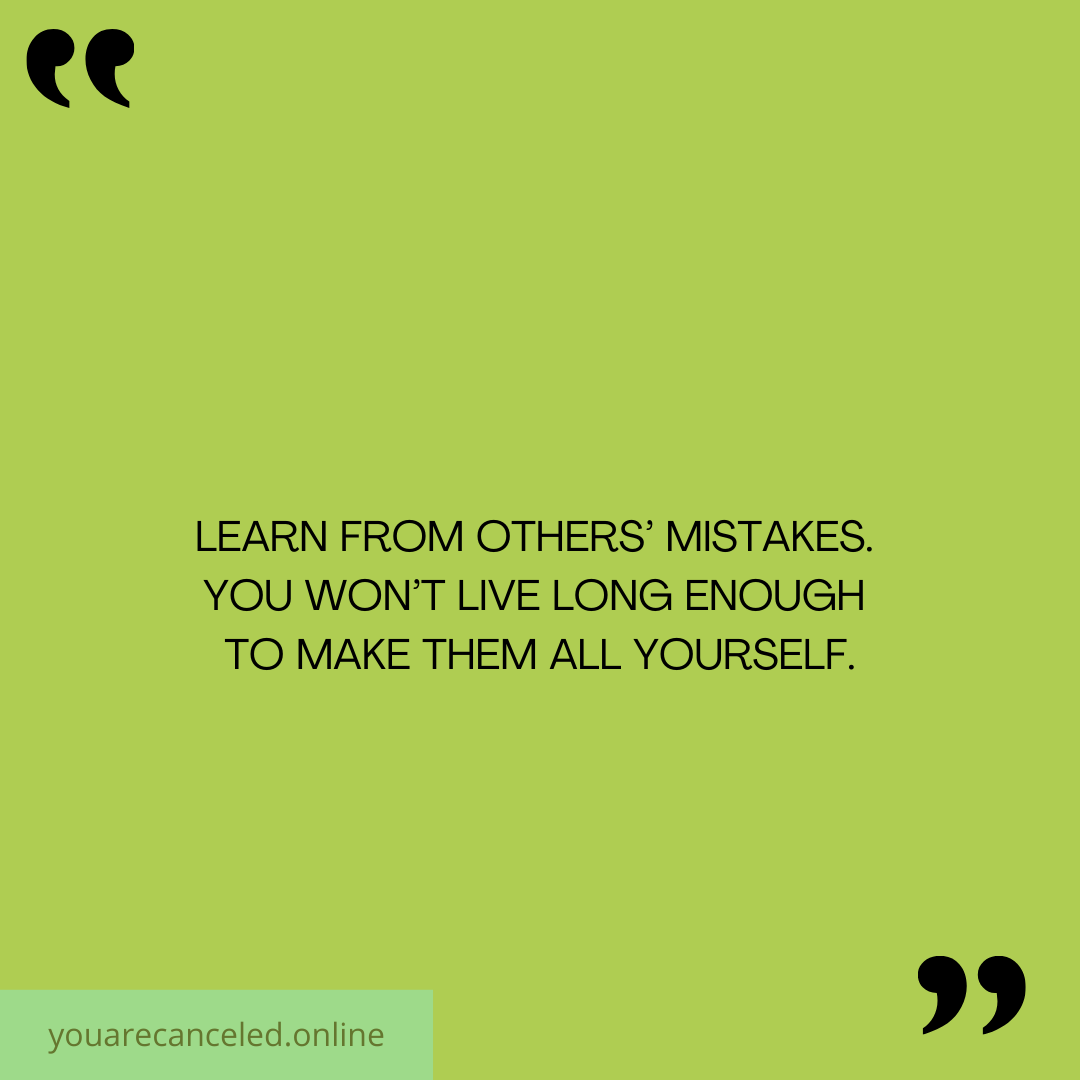 “
LEARN FROM OTHERS’ MISTAKES.
YOU WON’T LIVE LONG ENOUGH
TO MAKE THEM ALL YOURSELF.
”
youarecanceled.online